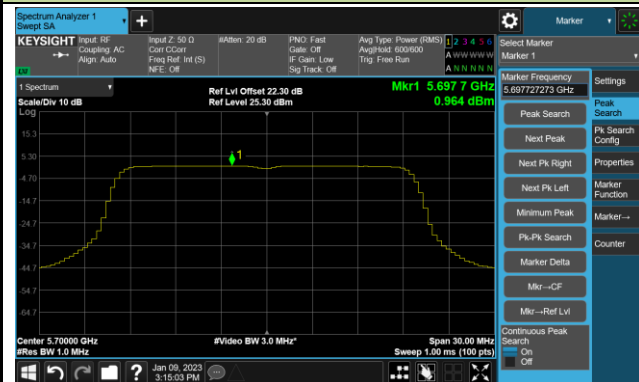 Spectrum Analyzer 1
Swept SA
Marker
KEYSIGHT
Input: RF
Coupling: AC
Align: Auto
Input Z: 50 Ω
Corr CCorr
Freq Ref: Int (S)
NFE: Off
#Atten: 20 dB
PNO: Fast
Gate: Off
IF Gain: Low
Sig Track: Off
Avg Type: Power (RMS)
Avg|Hold: 600/600
Trig: Free Run
1 2 3 4 5 6
A W W W W W
A N N N N N
LXI
Select Marker
Marker 1
1 Spectrum
Scale/Div 10 dB
Log
Ref Lvl Offset 22.30 dB
Ref Level 25.30 dBm
Mkr1 5.697 7 GHz
0.964 dBm
15.3
5.30
-4.70
-14.7
-24.7
-34.7
-44.7
-54.7
-64.7
1
Center 5.70000 GHz
#Res BW 1.0 MHz
#Video BW 3.0 MHz*
Span 30.00 MHz
Sweep 1.00 ms (100 pts)
Marker Frequency
5.697727273 GHz
Peak Search
Next Peak
Next Pk Right
Next Pk Left
Minimum Peak
Pk-Pk Search
Marker Delta
Mkr→CF
Mkr→Ref Lvl
Continuous Peak
Search
On
Off
Settings
Peak
Search
Pk Search
Config
Properties
Marker
Function
Marker→
Counter
Jan 09, 2023
3:15:03 PM